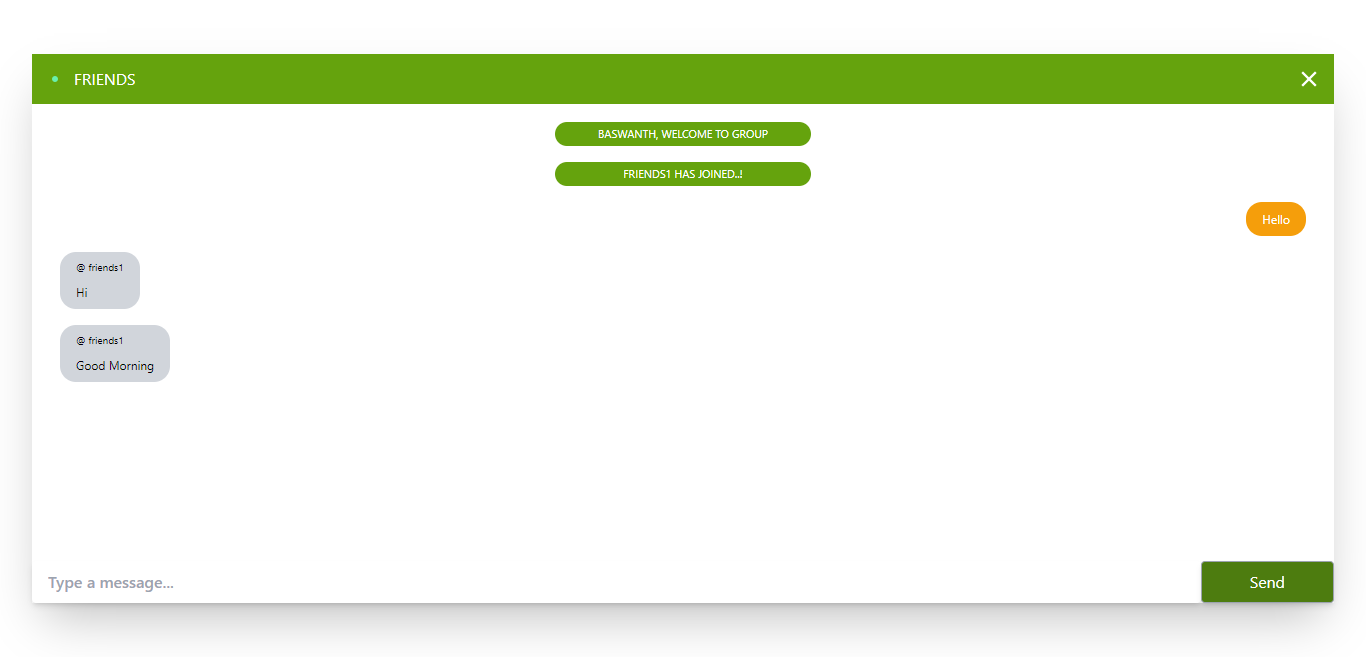 FRIENDS
BASWANTH, WELCOME TO GROUP
FRIENDS1 HAS JOINED..!
Hello
@ friends1
Hi
@ friends1
Good Morning
Type a message...
Send